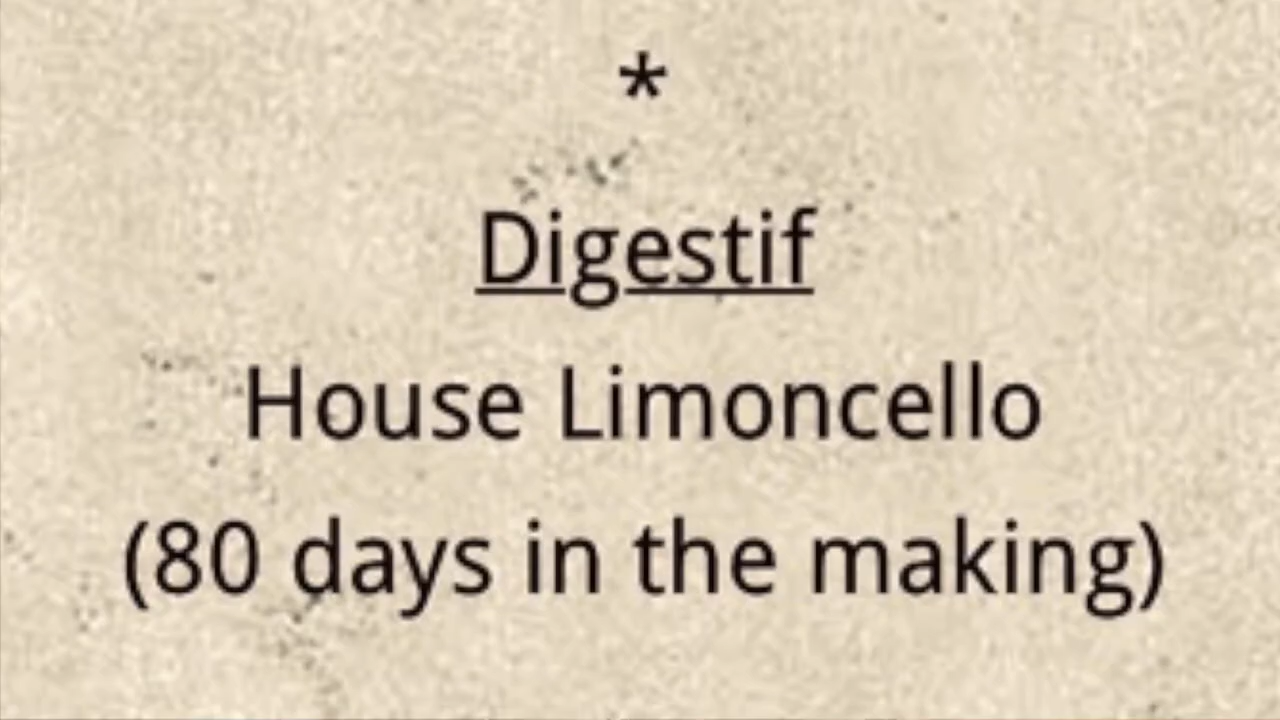 *
Digestif
House Limoncello
(80 days in the making)